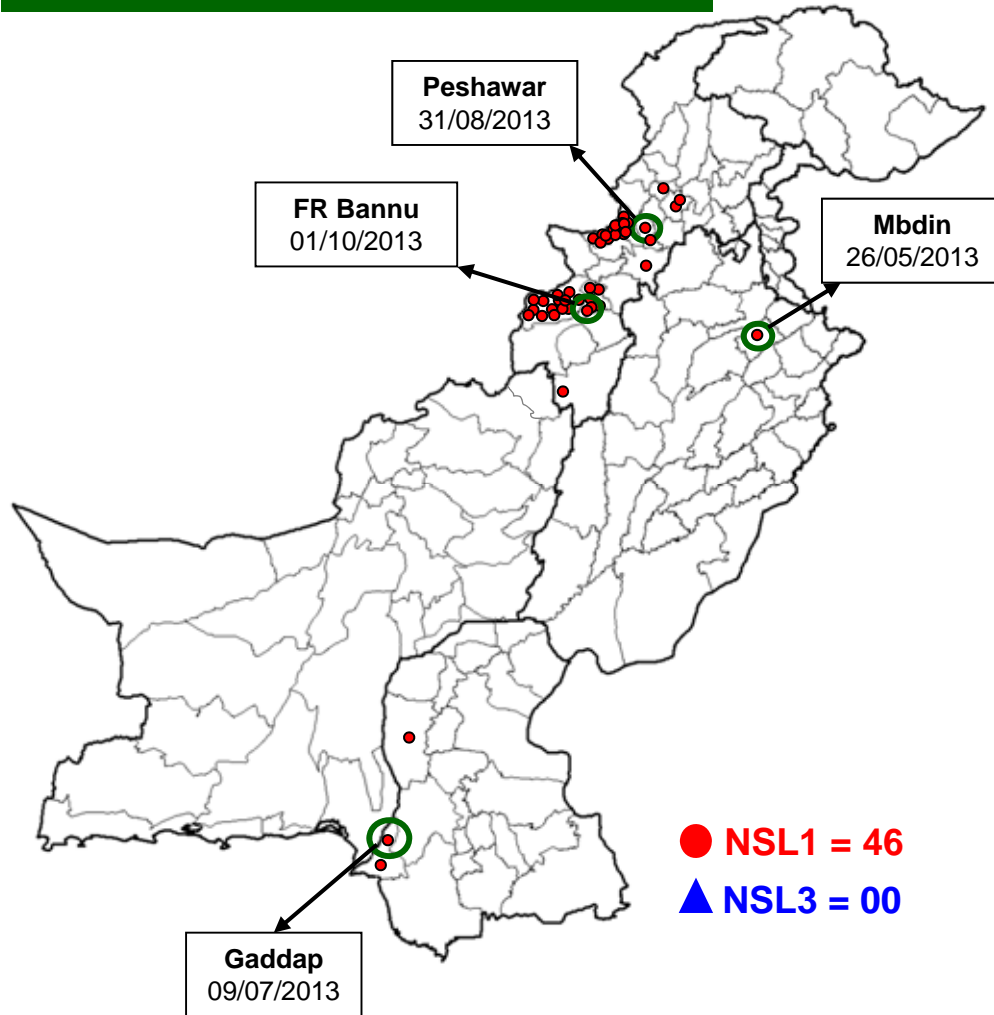 Peshawar
31/08/2013
FR Bannu
01/10/2013
Mbdin
26/05/2013
NSL1 = 46
NSL3 = 00
Gaddap
09/07/2013